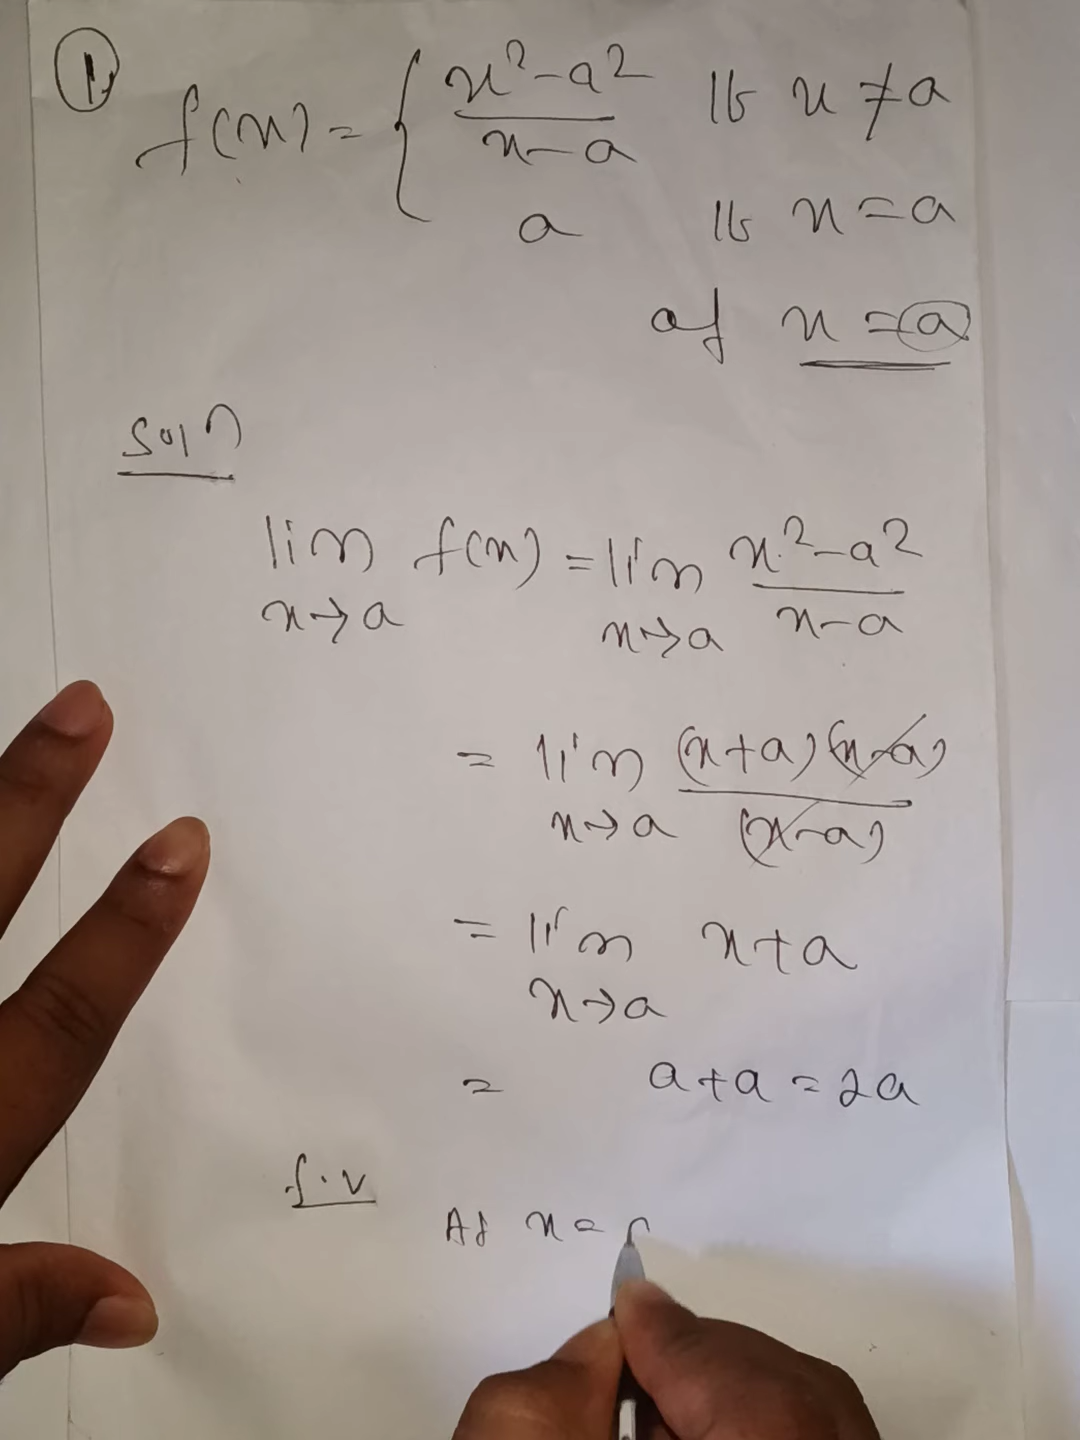 1.
f(x) = { x²-a² / x-a if x ≠ a
a if x = a
at x = a
Solⁿ
lim x→a f(x) = lim x→a x²-a² / x-a
= lim x→a (x+a)(x-a) / (x-a)
= lim x→a x+a
= a+a = 2a
f.v
At x =